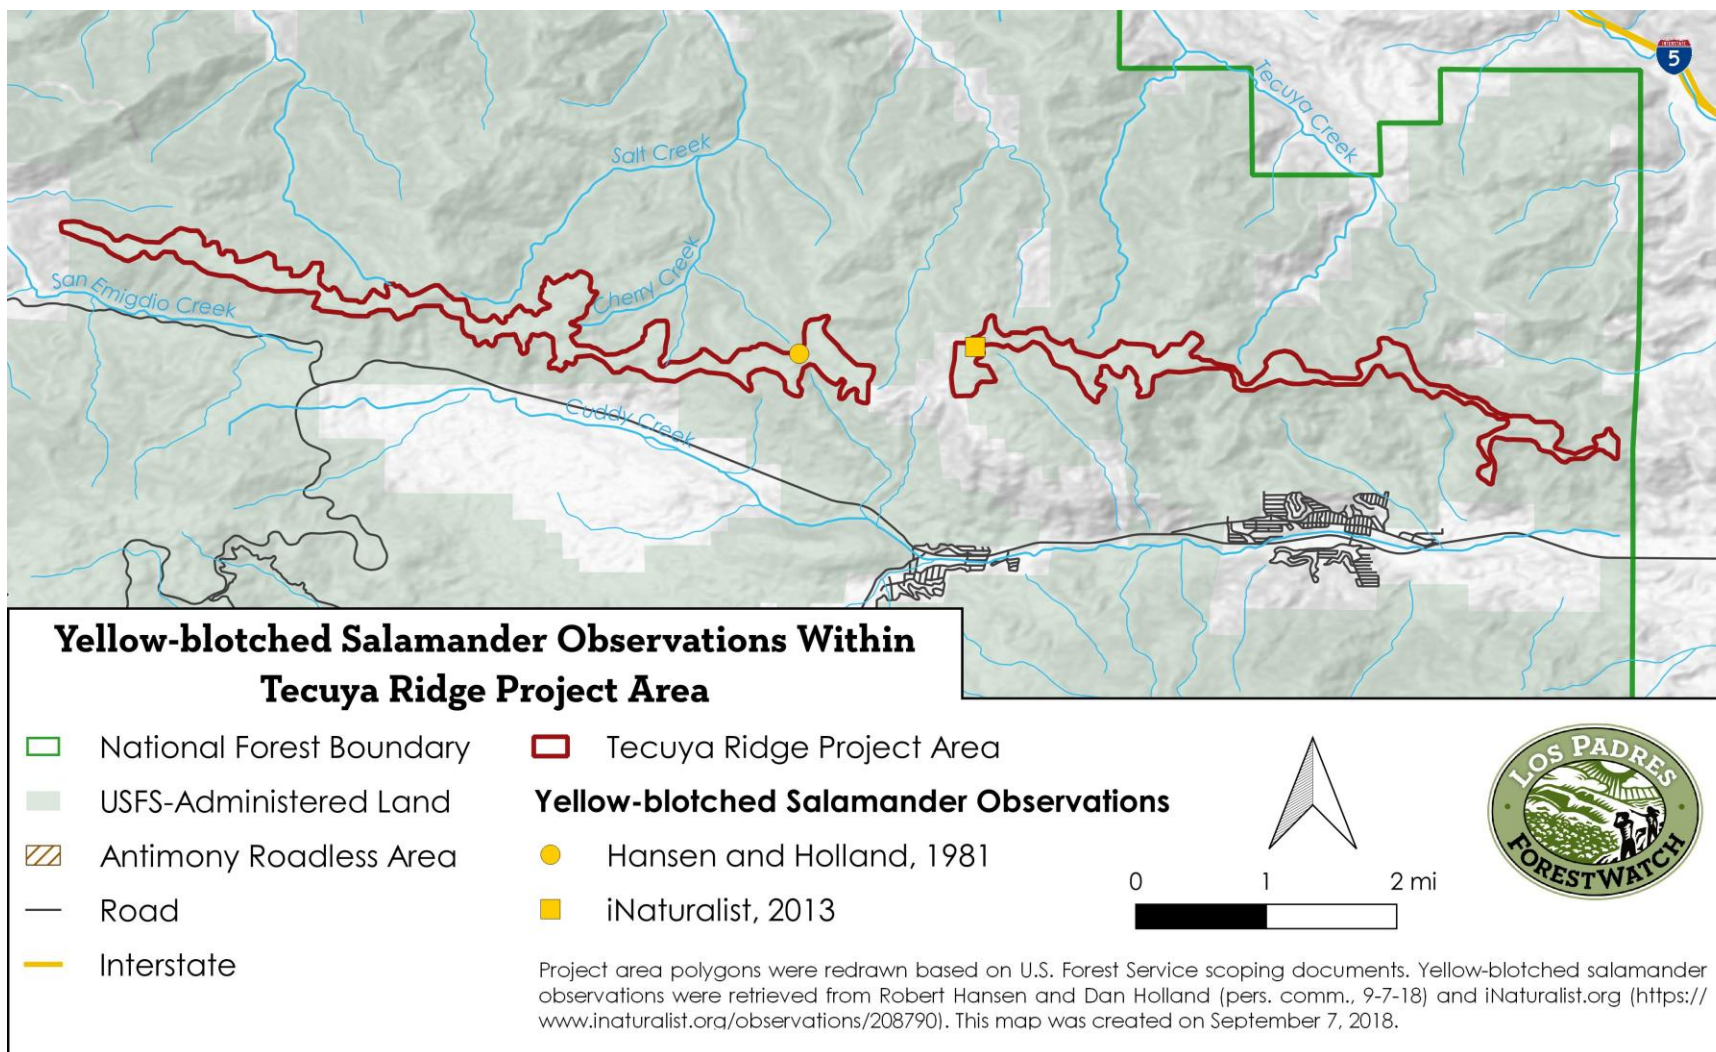 INTERSTATE
5
Tecuya Creek
Salt Creek
Cherry Creek
San Emigdio Creek
Cuddy Creek
Yellow-blotched Salamander Observations Within
Tecuya Ridge Project Area
National Forest Boundary
USFS-Administered Land
Antimony Roadless Area
Road
Interstate
Tecuya Ridge Project Area
Yellow-blotched Salamander Observations
Hansen and Holland, 1981
iNaturalist, 2013
0 1 2 mi
LOS PADRES
FORESTWATCH
Project area polygons were redrawn based on U.S. Forest Service scoping documents. Yellow-blotched salamander
observations were retrieved from Robert Hansen and Dan Holland (pers. comm., 9-7-18) and iNaturalist.org (https://
www.inaturalist.org/observations/208790). This map was created on September 7, 2018.